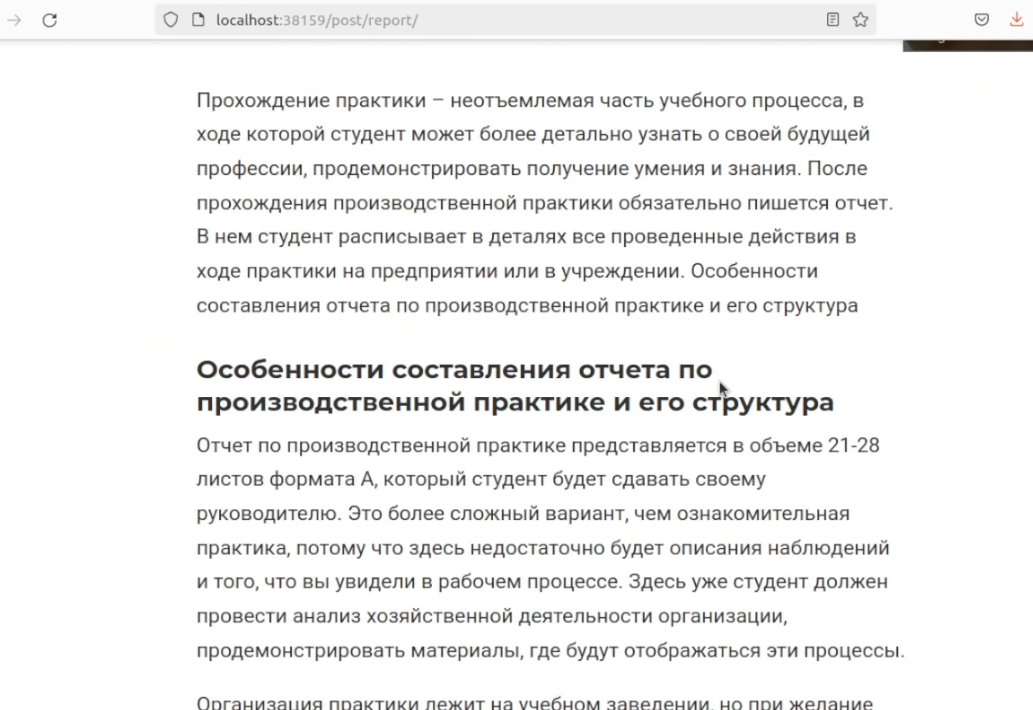 localhost:38159/post/report/
Прохождение практики – неотъемлемая часть учебного процесса, в
ходе которой студент может более детально узнать о своей будущей
профессии, продемонстрировать получение умения и знания. После
прохождения производственной практики обязательно пишется отчет.
В нем студент расписывает в деталях все проведенные действия в
ходе практики на предприятии или в учреждении. Особенности
составления отчета по производственной практике и его структура
Особенности составления отчета по
производственной практике и его структура
Отчет по производственной практике представляется в объеме 21-28
листов формата А, который студент будет сдавать своему
руководителю. Это более сложный вариант, чем ознакомительная
практика, потому что здесь недостаточно будет описания наблюдений
и того, что вы увидели в рабочем процессе. Здесь уже студент должен
провести анализ хозяйственной деятельности организации,
продемонстрировать материалы, где будут отображаться эти процессы.
Организация практики лежит на учебном заведении, но при желание